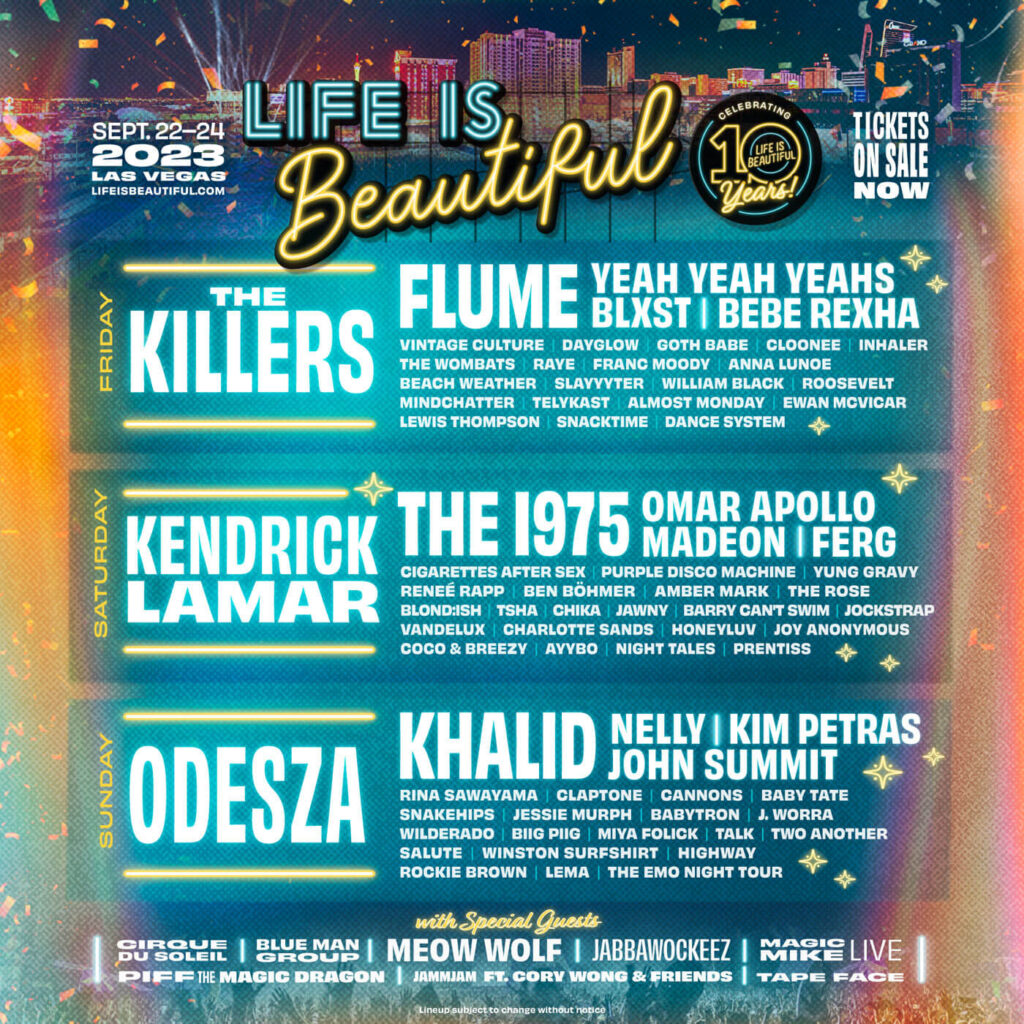 SEPT. 22–24
2023
LAS VEGAS
LIFEISBEAUTIFUL.COM
LIFE IS
Beautiful
CELEBRATING
10
LIFE IS
BEAUTIFUL
Years!
TICKETS
ON SALE
NOW
FRIDAY
THE
KILLERS
FLUME
YEAH YEAH YEAHS
BLXST | BEBE REXHA
VINTAGE CULTURE | DAYGLOW | GOTH BABE | CLOONEE | INHALER
THE WOMBATS | RAYE | FRANC MOODY | ANNA LUNOE
BEACH WEATHER | SLAYYYTER | WILLIAM BLACK | ROOSEVELT
MINDCHATTER | TELYKAST | ALMOST MONDAY | EWAN MCVICAR
LEWIS THOMPSON | SNACKTIME | DANCE SYSTEM
SATURDAY
KENDRICK
LAMAR
THE 1975
OMAR APOLLO
MADEON | FERG
CIGARETTES AFTER SEX | PURPLE DISCO MACHINE | YUNG GRAVY
RENEÉ RAPP | BEN BÖHMER | AMBER MARK | THE ROSE
BLOND:ISH | TSHA | CHIKA | JAWNY | BARRY CAN'T SWIM | JOCKSTRAP
VANDELUX | CHARLOTTE SANDS | HONEYLUV | JOY ANONYMOUS
COCO & BREEZY | AYYBO | NIGHT TALES | PRENTISS
SUNDAY
ODESZA
KHALID
NELLY | KIM PETRAS
JOHN SUMMIT
RINA SAWAYAMA | CLAPTONE | CANNONS | BABY TATE
SNAKEHIPS | JESSIE MURPH | BABYTRON | J. WORRA
WILDERADO | BIIG PIIG | MIYA FOLICK | TALK | TWO ANOTHER
SALUTE | WINSTON SURFSHIRT | HIGHWAY
ROCKIE BROWN | LEMA | THE EMO NIGHT TOUR
with Special Guests
CIRQUE DU SOLEIL | BLUE MAN GROUP | MEOW WOLF | JABBAWOCKEEZ | MAGIC MIKE LIVE
PIFF THE MAGIC DRAGON | JAMMJAM FT. CORY WONG & FRIENDS | TAPE FACE
Lineup subject to change without notice